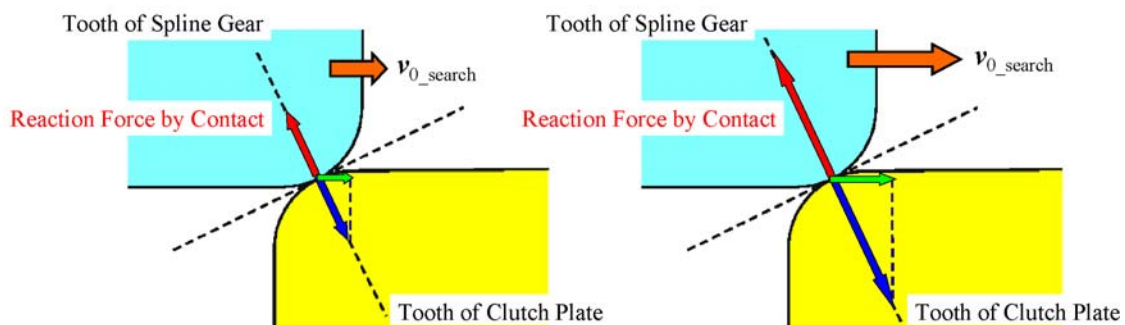 Tooth of Spline Gear
v0_search
Reaction Force by Contact
Tooth of Clutch Plate
Tooth of Spline Gear
v0_search
Reaction Force by Contact
Tooth of Clutch Plate